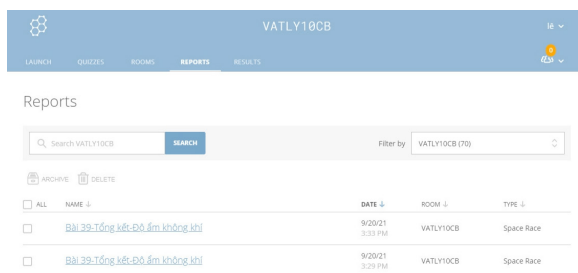 VATLY10CB
lê
LAUNCH QUIZZES ROOMS REPORTS RESULTS
0
Reports
Search VATLY10CB SEARCH Filter by VATLY10CB (70)
ARCHIVE DELETE
ALL NAME ↓ DATE ↓ ROOM ↓ TYPE ↓
Bài 39-Tổng kết-Độ ẩm không khí 9/20/21 3:33 PM VATLY10CB Space Race
Bài 39-Tổng kết-Độ ẩm không khí 9/20/21 3:29 PM VATLY10CB Space Race